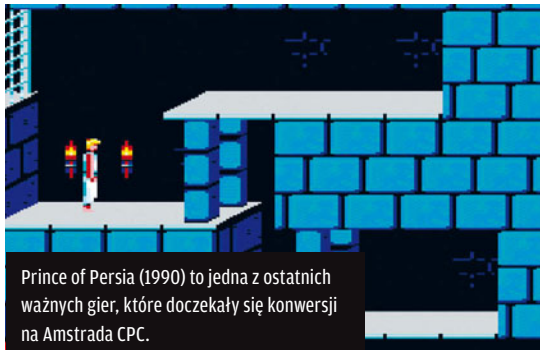 Prince of Persia (1990) to jedna z ostatnich
ważnych gier, które doczekały się konwersji
na Amstrada CPC.